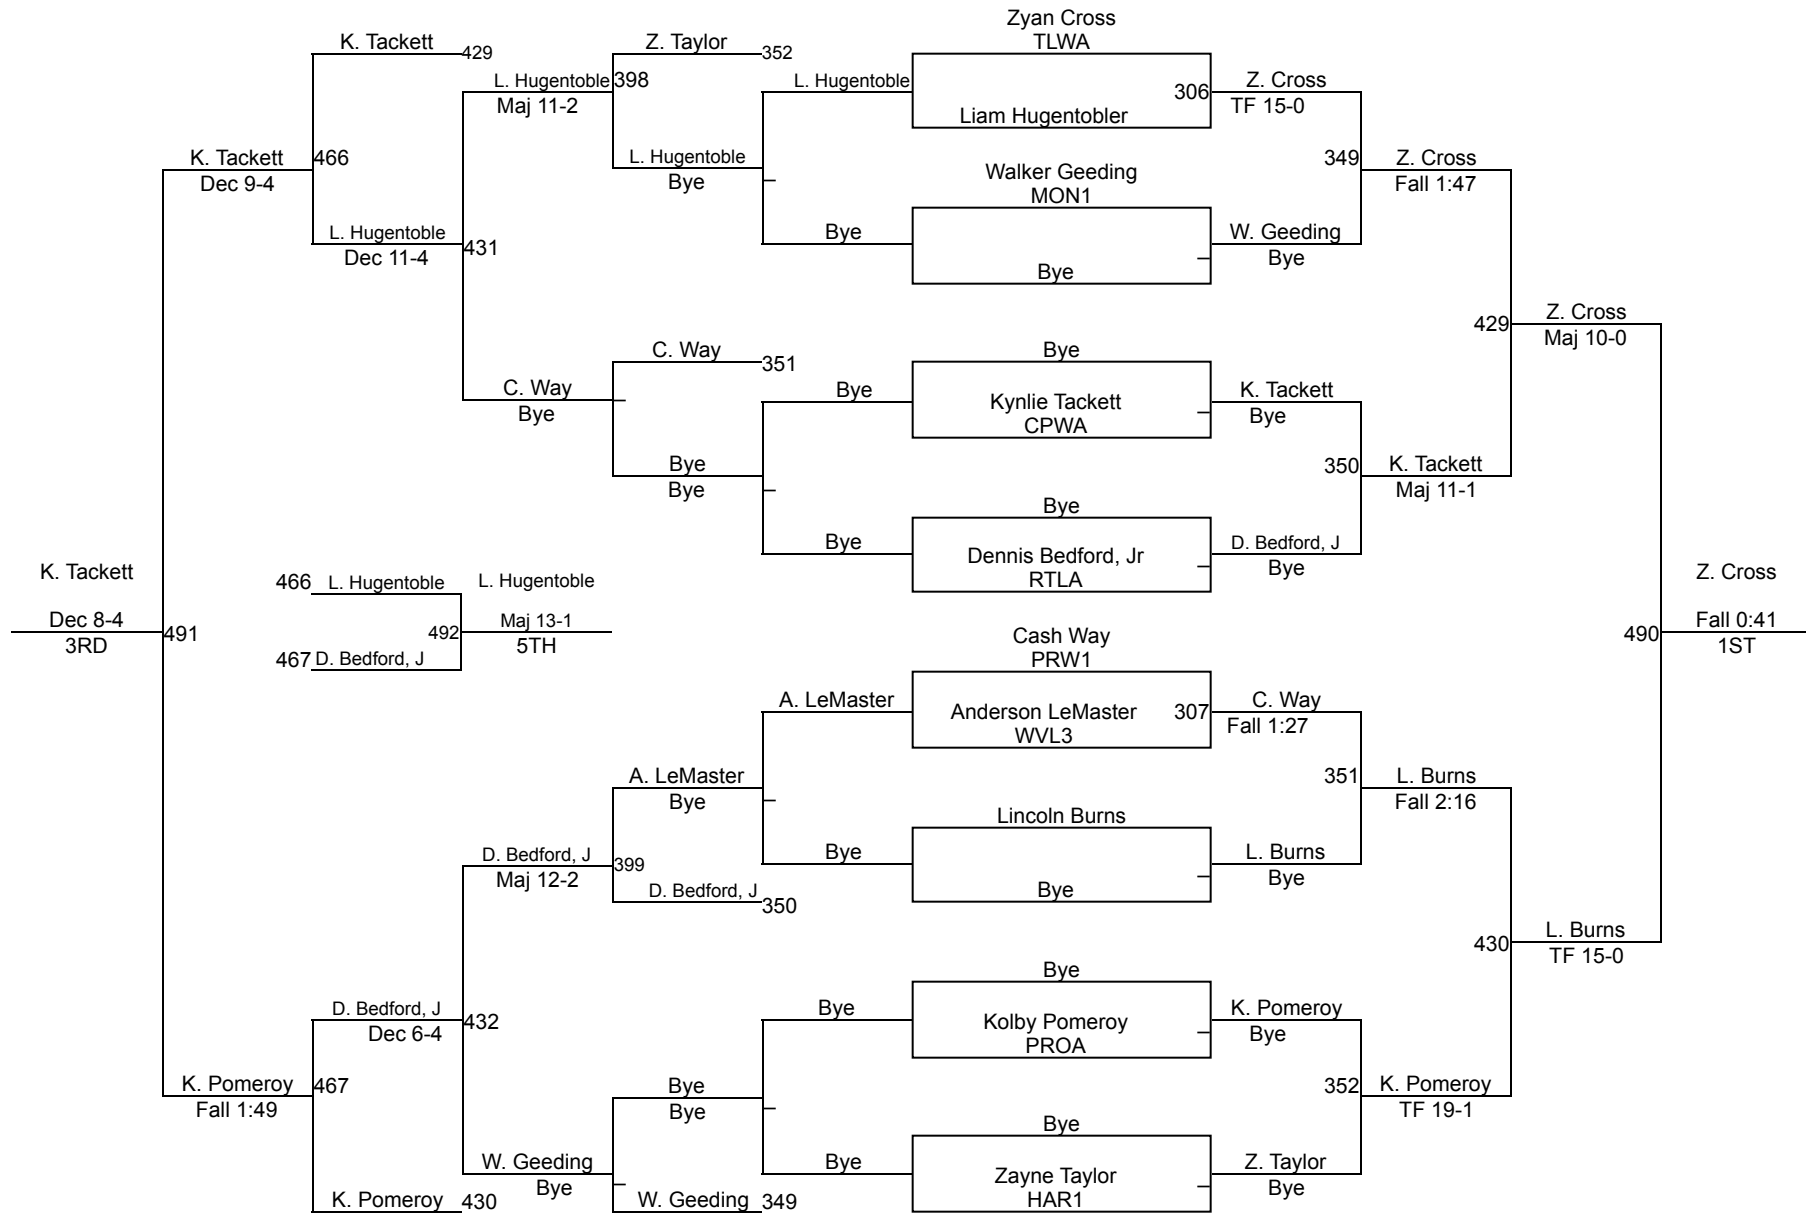 Zyan Cross
TLWA
K. Tackett
429
Z. Taylor
352
L. Hugentoble
398
Maj 11-2
L. Hugentoble
306
Z. Cross
TF 15-0
Liam Hugentobler
K. Tackett
Dec 9-4
466
L. Hugentoble
Bye
Walker Geeding
MON1
349
Z. Cross
Fall 1:47
L. Hugentoble
Dec 11-4
431
Bye
Bye
W. Geeding
Bye
429
Z. Cross
Maj 10-0
C. Way
351
Bye
C. Way
Bye
Bye
Kynlie Tackett
CPWA
K. Tackett
Bye
Bye
Bye
350
K. Tackett
Maj 11-1
Bye
Bye
Dennis Bedford, Jr
RTLA
D. Bedford, J
Bye
K. Tackett
Dec 8-4
3RD
491
466
L. Hugentoble
L. Hugentoble
492
Maj 13-1
5TH
467
D. Bedford, J
Z. Cross
490
Fall 0:41
1ST
Cash Way
PRW1
A. LeMaster
Anderson LeMaster
WVL3
307
C. Way
Fall 1:27
A. LeMaster
Bye
351
L. Burns
Fall 2:16
Lincoln Burns
D. Bedford, J
Maj 12-2
399
Bye
Bye
L. Burns
Bye
D. Bedford, J
350
430
L. Burns
TF 15-0
Bye
D. Bedford, J
Dec 6-4
432
Bye
Kolby Pomeroy
PROA
K. Pomeroy
Bye
K. Pomeroy
Fall 1:49
467
Bye
Bye
352
K. Pomeroy
TF 19-1
Bye
W. Geeding
Bye
Bye
Zayne Taylor
HAR1
Z. Taylor
Bye
K. Pomeroy
430
W. Geeding
349